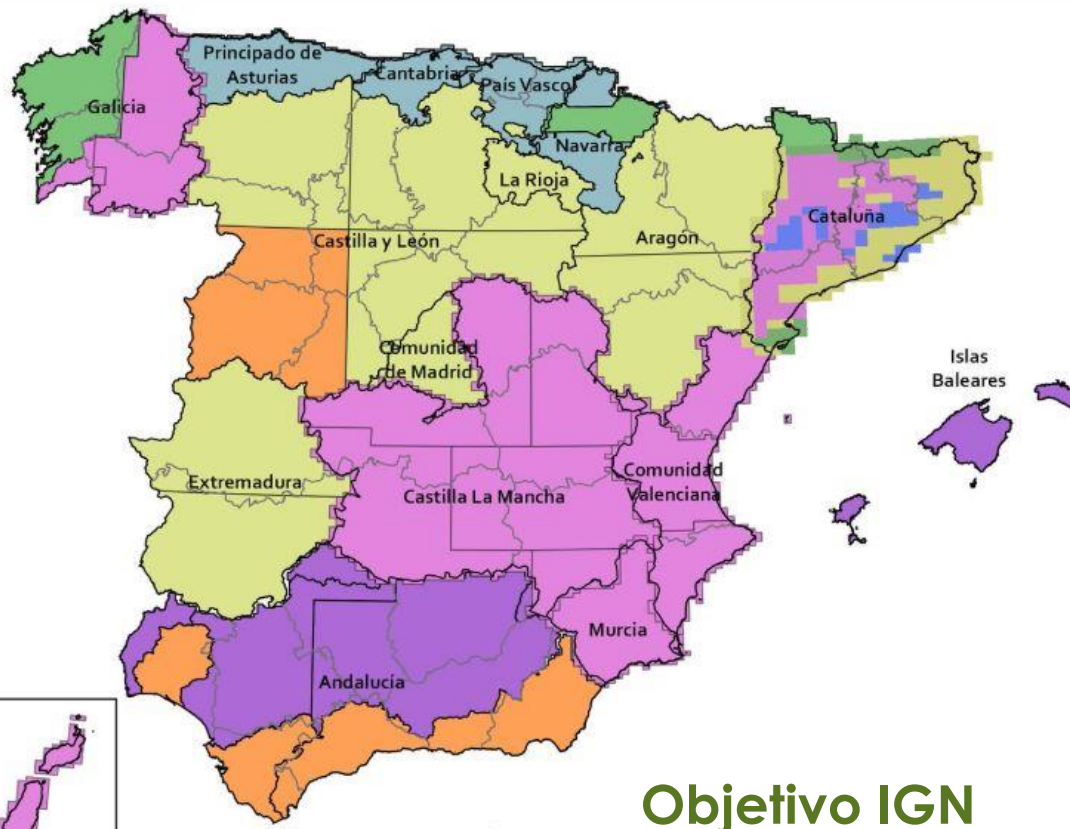 Principado de
Asturias
Cantabria
País Vasco
Galicia
Navarra
La Rioja
Cataluña
Castilla y León
Aragón
Comunidad
de Madrid
Islas
Baleares
Extremadura
Castilla La Mancha
Comunidad
Valenciana
Murcia
Andalucía
Objetivo IGN